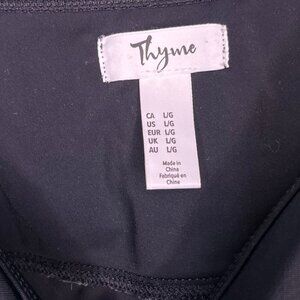 Thyme
CA L/G
US L/G
EUR L/G
UK L/G
AU L/G
Made in
China
Fabriqué en
Chine